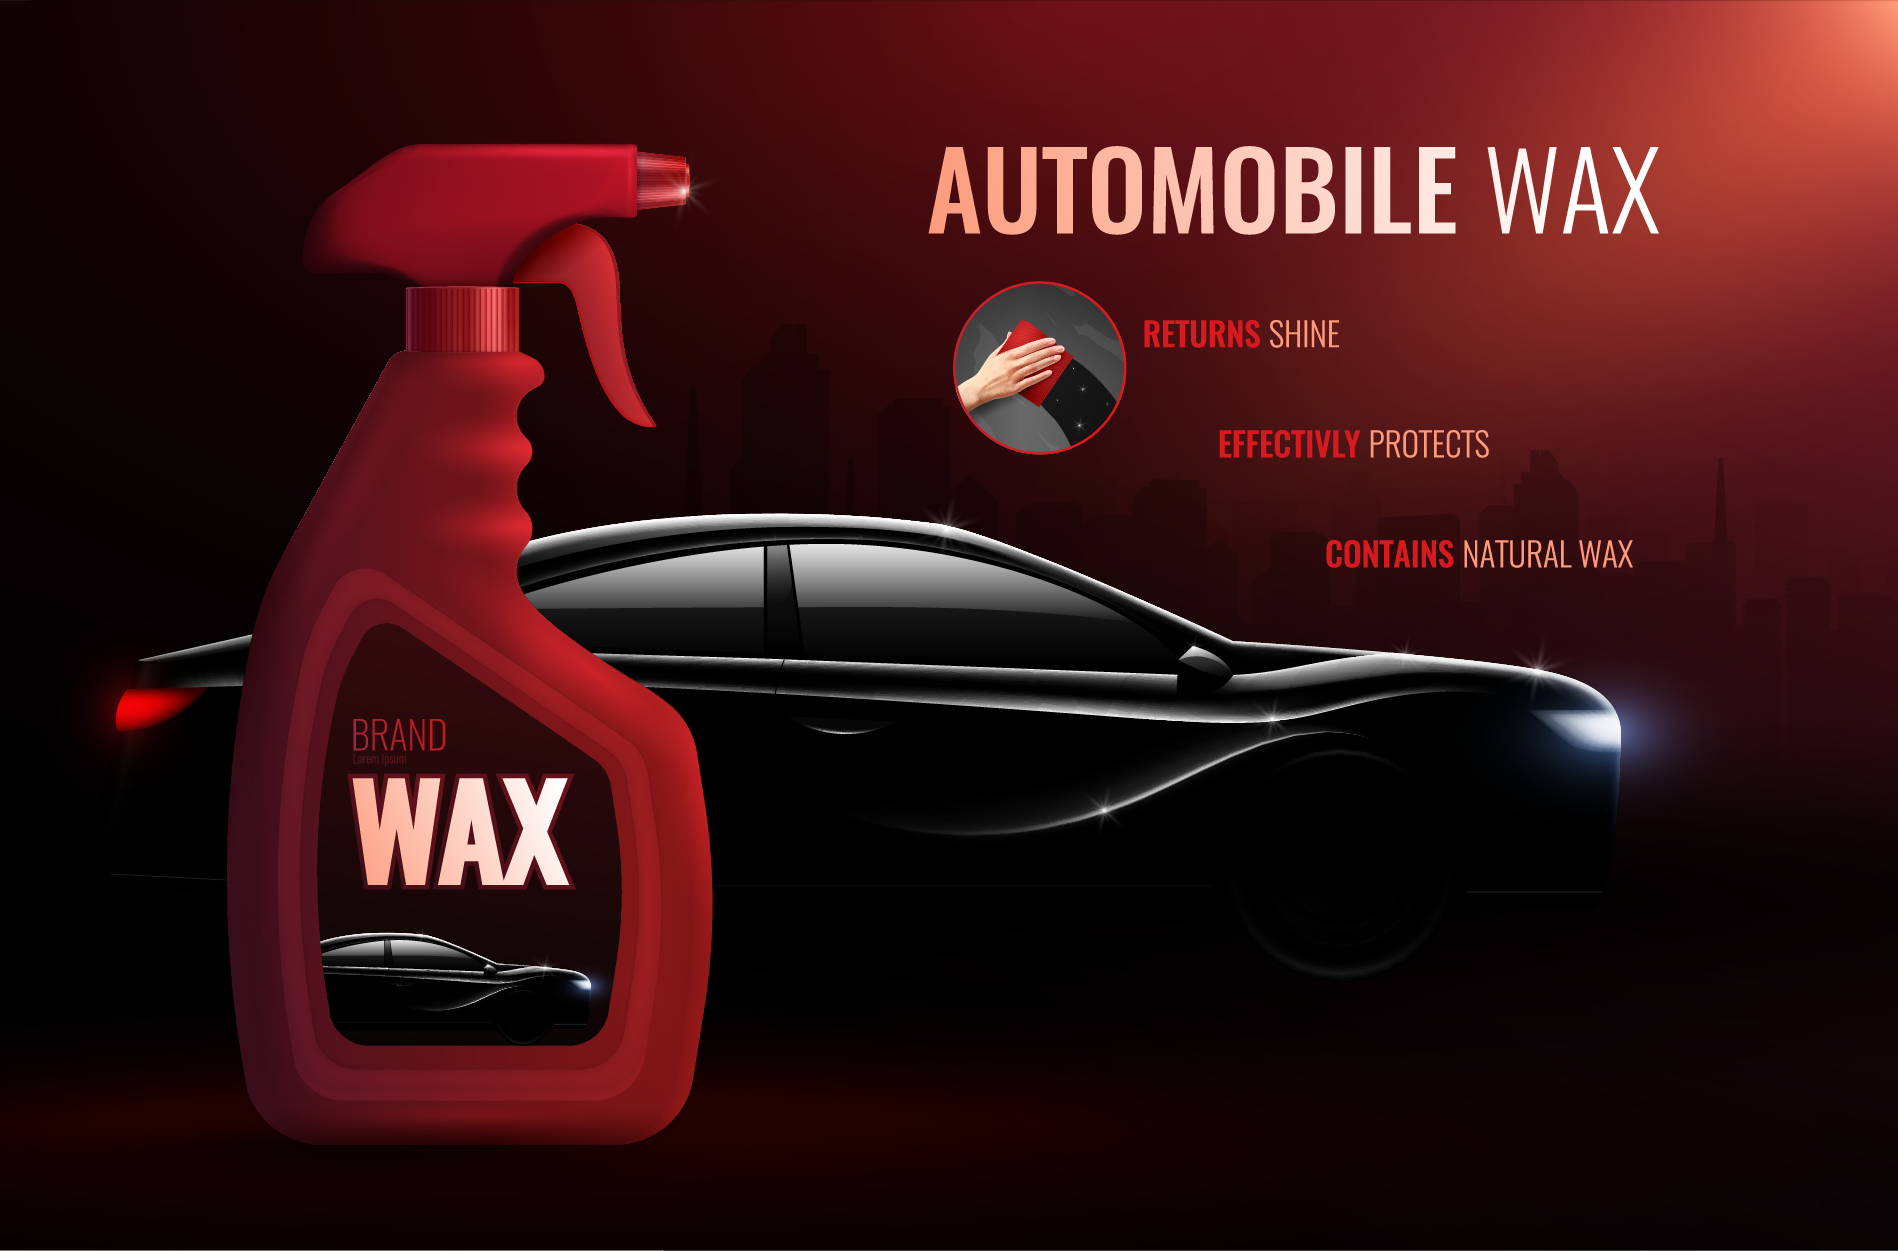 AUTOMOBILE WAX
RETURNS SHINE
EFFECTIVLY PROTECTS
CONTAINS NATURAL WAX
BRAND
Lorem Ipsum
WAX